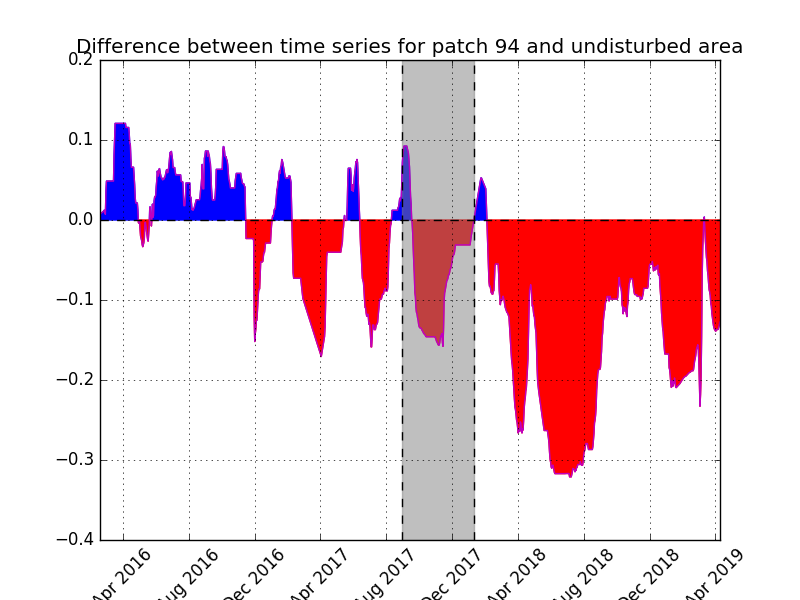 Difference between time series for patch 94 and undisturbed area
0.2
0.1
0.0
−0.1
−0.2
−0.3
−0.4
Apr 2016
Aug 2016
Dec 2016
Apr 2017
Aug 2017
Dec 2017
Apr 2018
Aug 2018
Dec 2018
Apr 2019